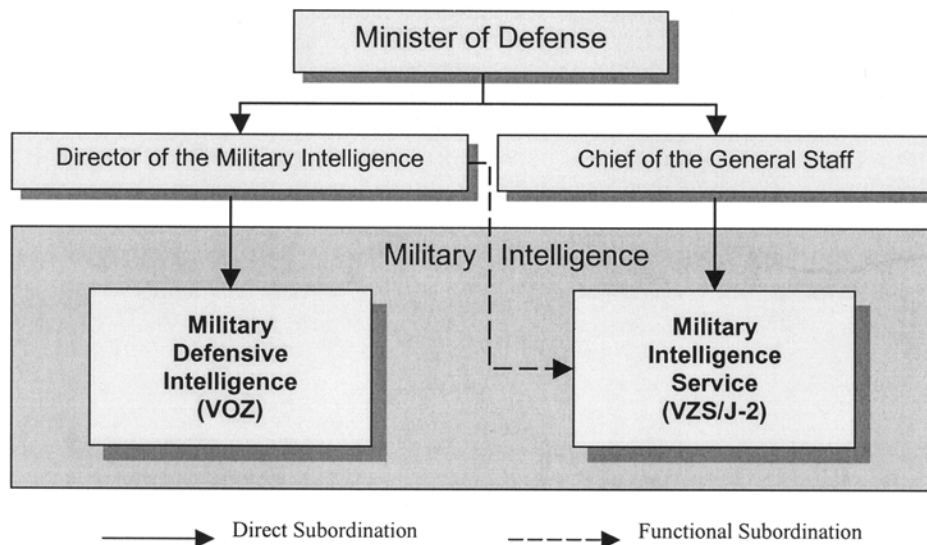 Minister of Defense
Director of the Military Intelligence
Chief of the General Staff
Military Intelligence
Military
Defensive
Intelligence
(VOZ)
Military
Intelligence
Service
(VZS/J-2)
Direct Subordination
Functional Subordination